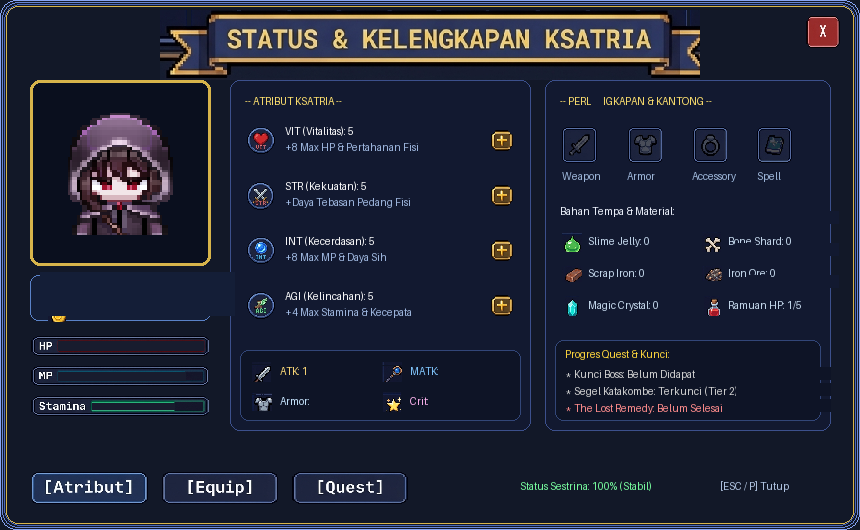 STATUS & KELENGKAPAN KSATRIA
X
-- ATRIBUT KSATRIA --
VIT (Vitalitas): 5
+8 Max HP & Pertahanan Fisi
VIT
STR (Kekuatan): 5
+Daya Tebasan Pedang Fisi
STR
INT (Kecerdasan): 5
+8 Max MP & Daya Sih
INT
AGI (Kelincahan): 5
+4 Max Stamina & Kecepata
AGI
ATK: 1
MATK:
Armor:
Crit
-- PERL IGKAPAN & KANTONG --
Weapon Armor Accessory Spell
Bahan Tempa & Material:
Slime Jelly: 0
Bone Shard: 0
Scrap Iron: 0
Iron Ore: 0
Magic Crystal: 0
Ramuan HP: 1/5
Progres Quest & Kunci:
* Kunci Boss: Belum Didapat
* Segel Katakombe: Terkunci (Tier 2)
* The Lost Remedy: Belum Selesai
HP
MP
Stamina
[Atribut] [Equip] [Quest]
Status Sestrina: 100% (Stabil)
[ESC / P] Tutup